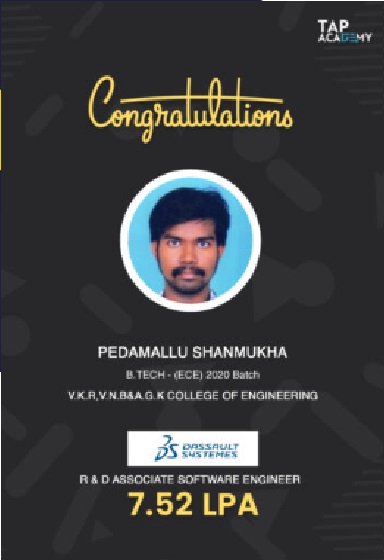 TAP
ACADEMY
Congratulations
PEDAMALLU SHANMUKHA
B.TECH - (ECE) 2020 Batch
V.K.R,V.N.B&A.G.K COLLEGE OF ENGINEERING
DASSAULT
SYSTEMES
R & D ASSOCIATE SOFTWARE ENGINEER
7.52 LPA